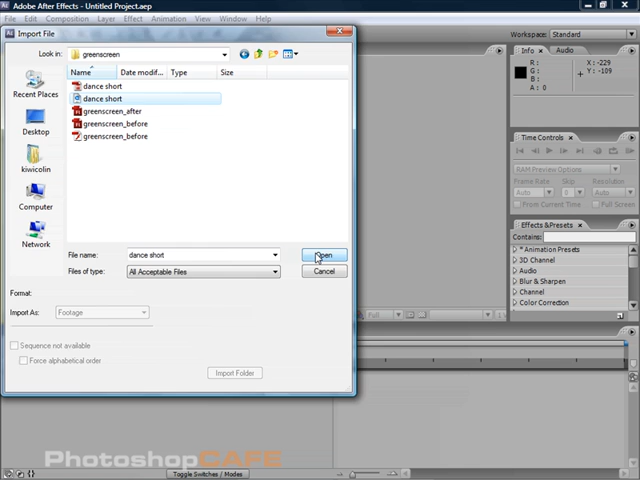 Adobe After Effects - Untitled Project.aep
File Edit Composition Layer Effect Animation View Window Help
Import File
Workspace: Standard
Look in: greenscreen
Info Audio
Name Date modif... Type Size
R : X : -229
G : Y : -109
B :
A : 0
dance short
dance short
greenscreen_after
greenscreen_before
greenscreen_before
Recent Places
Desktop
kiwicolin
Computer
Network
Time Controls
RAM Preview Options
Frame Rate Skip Resolution
Auto 0 Auto
From Current Time Full Screen
Effects & Presets
Contains:
* Animation Presets
3D Channel
Audio
Blur & Sharpen
Channel
Color Correction
File name: dance short Open
Files of type: All Acceptable Files Cancel
Format:
Import As: Footage
Full
Sequence not available
Force alphabetical order
Import Folder
PhotoshopCAFE
Toggle Switches / Modes